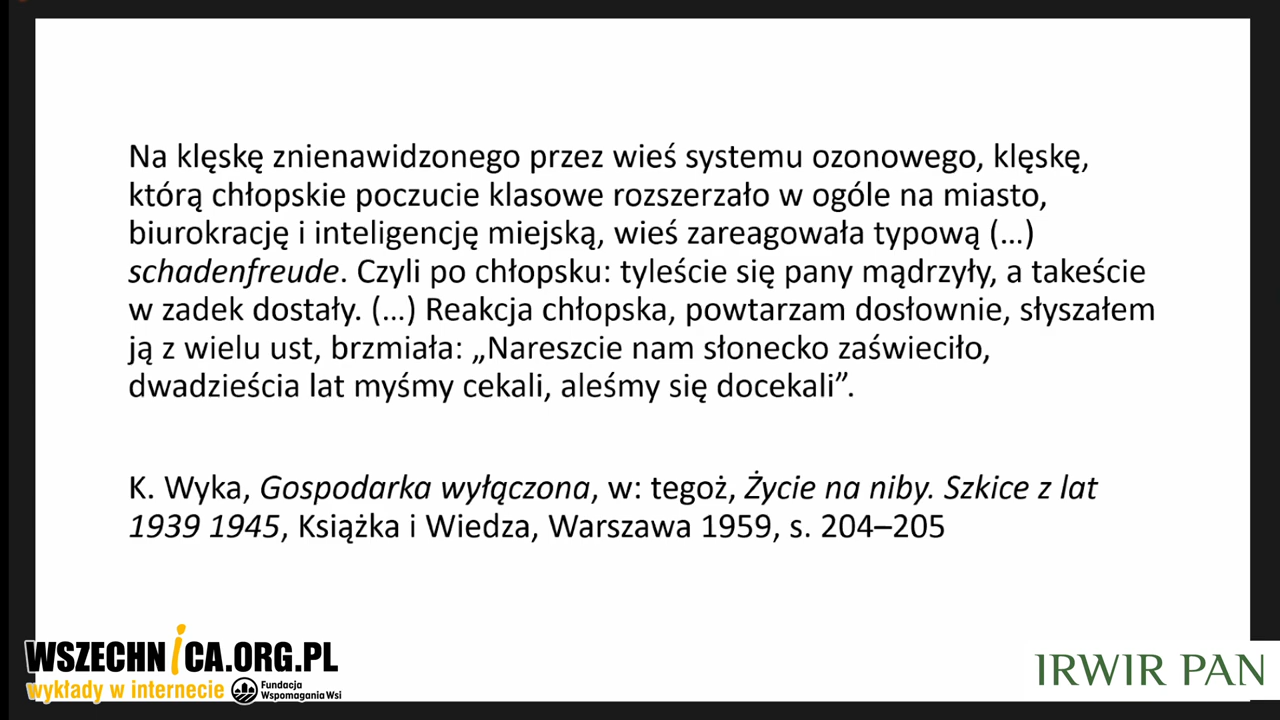 Na klęskę znienawidzonego przez wieś systemu ozonowego, klęskę,
którą chłopskie poczucie klasowe rozszerzało w ogóle na miasto,
biurokrację i inteligencję miejską, wieś zareagowała typową (…)
schadenfreude. Czyli po chłopsku: tyleście się pany mądrzyły, a takeście
w zadek dostały. (…) Reakcja chłopska, powtarzam dosłownie, słyszałem
ją z wielu ust, brzmiała: „Nareszcie nam słonecko zaświeciło,
dwadzieścia lat myśmy cekali, aleśmy się docekali”.
K. Wyka, Gospodarka wyłączona, w: tegoż, Życie na niby. Szkice z lat
1939 1945, Książka i Wiedza, Warszawa 1959, s. 204–205
WSZECHNiCA.ORG.PL
wykłady w internecie
Fundacja
Wspomagania Wsi
IRWIR PAN